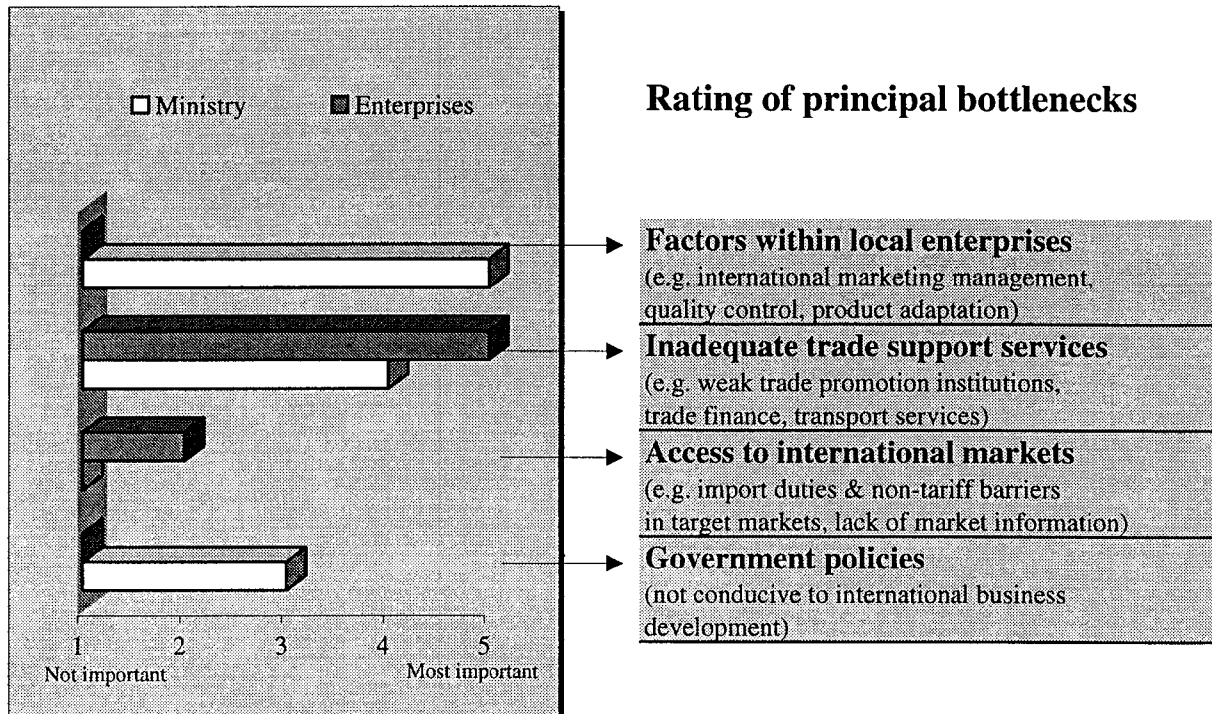 Ministry Enterprises
1 2 3 4 5
Not important Most important
Rating of principal bottlenecks
Factors within local enterprises
(e.g. international marketing management,
quality control, product adaptation)
Inadequate trade support services
(e.g. weak trade promotion institutions,
trade finance, transport services)
Access to international markets
(e.g. import duties & non-tariff barriers
in target markets, lack of market information)
Government policies
(not conducive to international business
development)